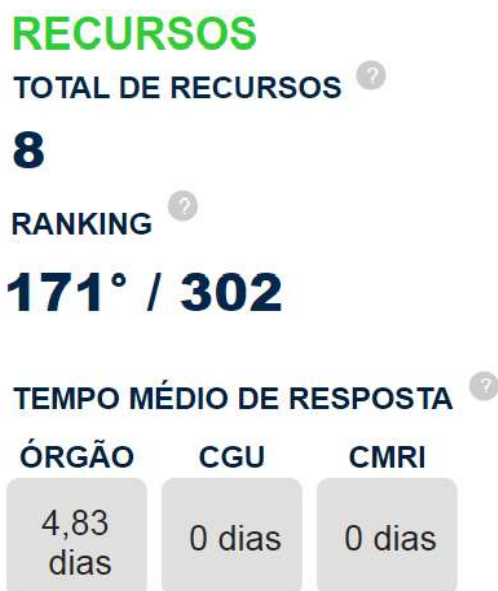 RECURSOS
TOTAL DE RECURSOS ?
8
RANKING ?
171° / 302
TEMPO MÉDIO DE RESPOSTA ?
ÓRGÃO CGU CMRI
4,83 dias 0 dias 0 dias